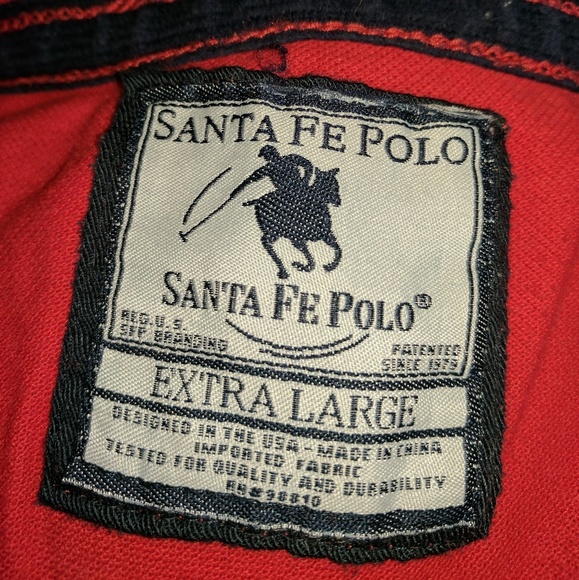 SANTA FE POLO
SANTA FE POLO®
REG. U.S.
SFP BRANDING
PATENTED
SINCE 1979
EXTRA LARGE
DESIGNED IN THE USA - MADE IN CHINA
IMPORTED FABRIC
TESTED FOR QUALITY AND DURABILITY
RN#98810